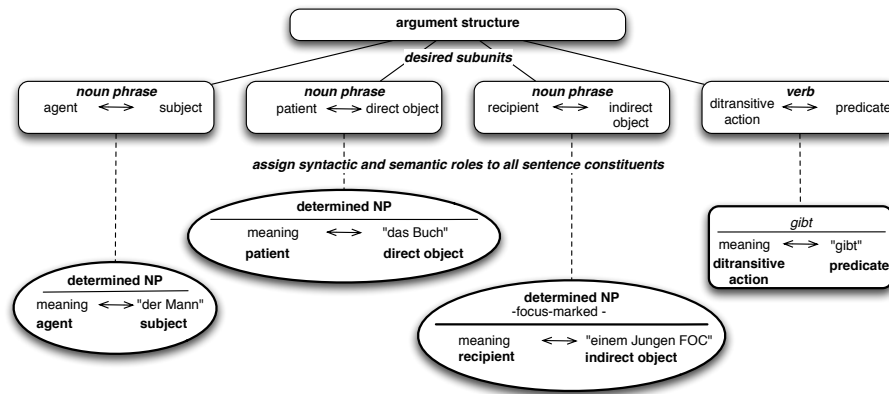 argument structure
desired subunits
noun phrase
agent subject
noun phrase
patient direct object
noun phrase
recipient indirect
object
verb
ditransitive predicate
action
assign syntactic and semantic roles to all sentence constituents
determined NP
meaning "das Buch"
patient direct object
gibt
meaning "gibt"
ditransitive predicate
action
determined NP
meaning "der Mann"
agent subject
determined NP
-focus-marked -
meaning "einem Jungen FOC"
recipient indirect object